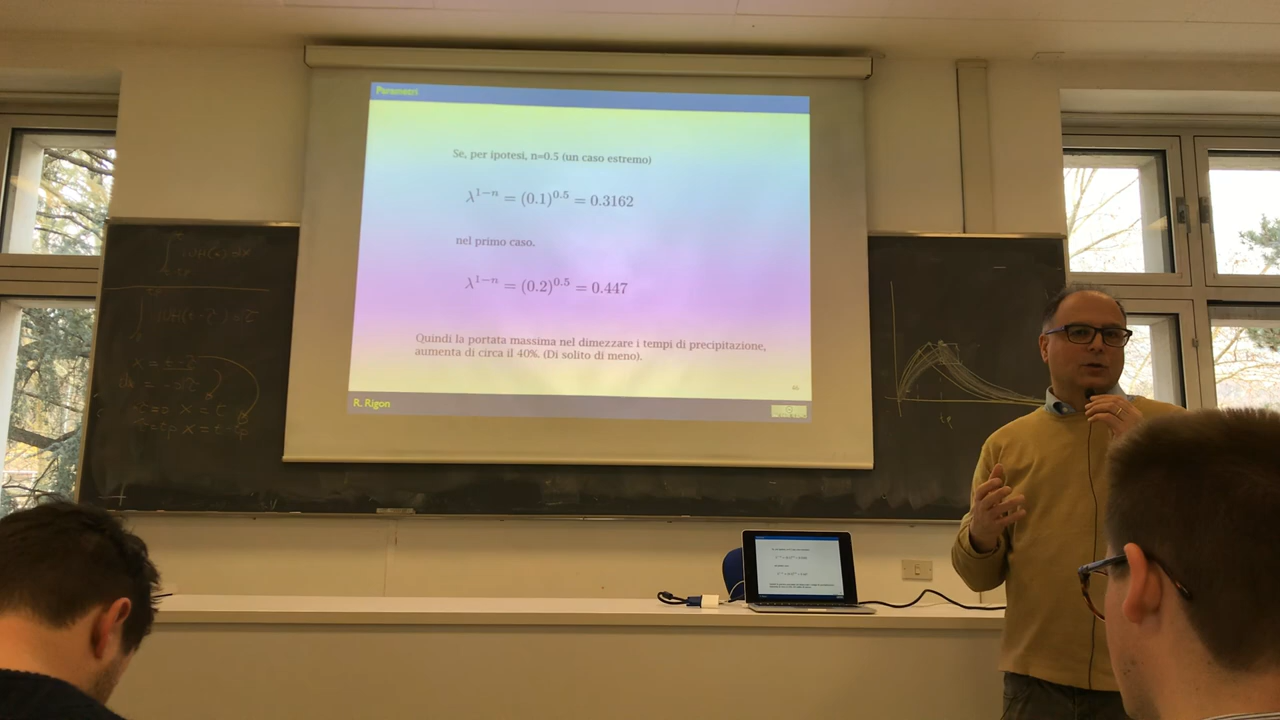 Parametri
Se, per ipotesi, n=0.5 (un caso estremo)
λ^{1−n} = (0.1)^{0.5} = 0.3162
nel primo caso.
λ^{1−n} = (0.2)^{0.5} = 0.447
Quindi la portata massima nel dimezzare i tempi di precipitazione,
aumenta di circa il 40%. (Di solito di meno).
66
R. Rigon
x = t - τ